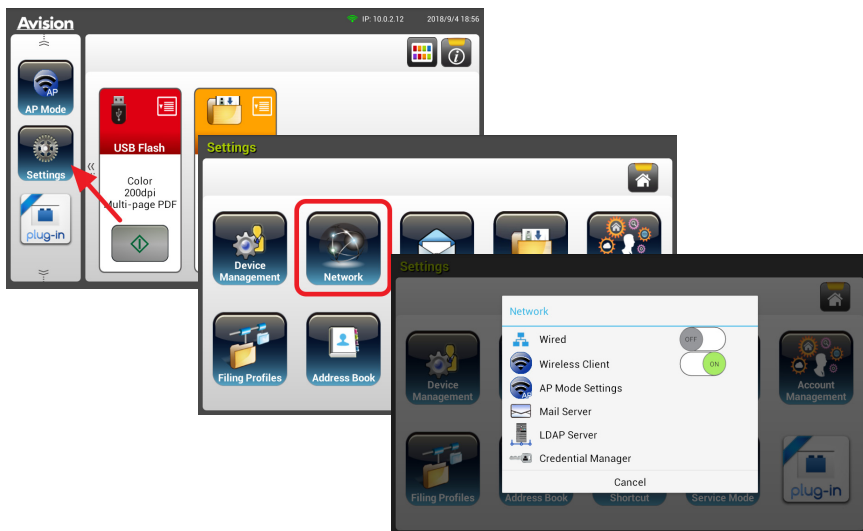 Avision
IP: 10.0.2.12
2018/9/4 18:56
AP
AP Mode
Settings
plug-in
USB Flash
Color
200dpi
Multi-page PDF
Settings
Device
Management
Network
Filing Profiles
Address Book
Settings
Device
Management
Account
Management
Filing Profiles
Address Book
Shortcut
Service Mode
plug-in
Network
Wired
OFF
Wireless Client
ON
AP
AP Mode Settings
Mail Server
LDAP Server
Credential Manager
Cancel